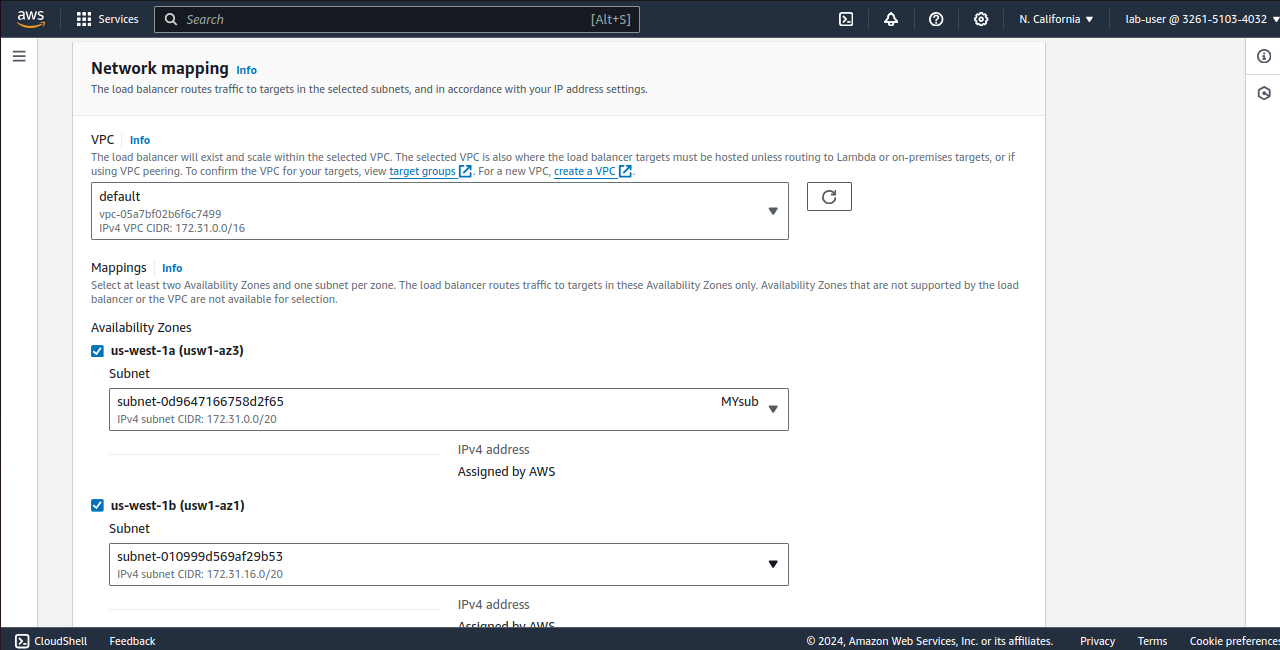 aws Services Search [Alt+S] N. California lab-user @ 3261-5103-4032
Network mapping Info
The load balancer routes traffic to targets in the selected subnets, and in accordance with your IP address settings.
VPC Info
The load balancer will exist and scale within the selected VPC. The selected VPC is also where the load balancer targets must be hosted unless routing to Lambda or on-premises targets, or if
using VPC peering. To confirm the VPC for your targets, view target groups. For a new VPC, create a VPC.
default
vpc-05a7bf02b6f6c7499
IPv4 VPC CIDR: 172.31.0.0/16
Mappings Info
Select at least two Availability Zones and one subnet per zone. The load balancer routes traffic to targets in these Availability Zones only. Availability Zones that are not supported by the load
balancer or the VPC are not available for selection.
Availability Zones
us-west-1a (usw1-az3)
Subnet
subnet-0d9647166758d2f65 MYsub
IPv4 subnet CIDR: 172.31.0.0/20
IPv4 address
Assigned by AWS
us-west-1b (usw1-az1)
Subnet
subnet-010999d569af29b53
IPv4 subnet CIDR: 172.31.16.0/20
IPv4 address
Assigned by AWS
CloudShell Feedback © 2024, Amazon Web Services, Inc. or its affiliates. Privacy Terms Cookie preferences